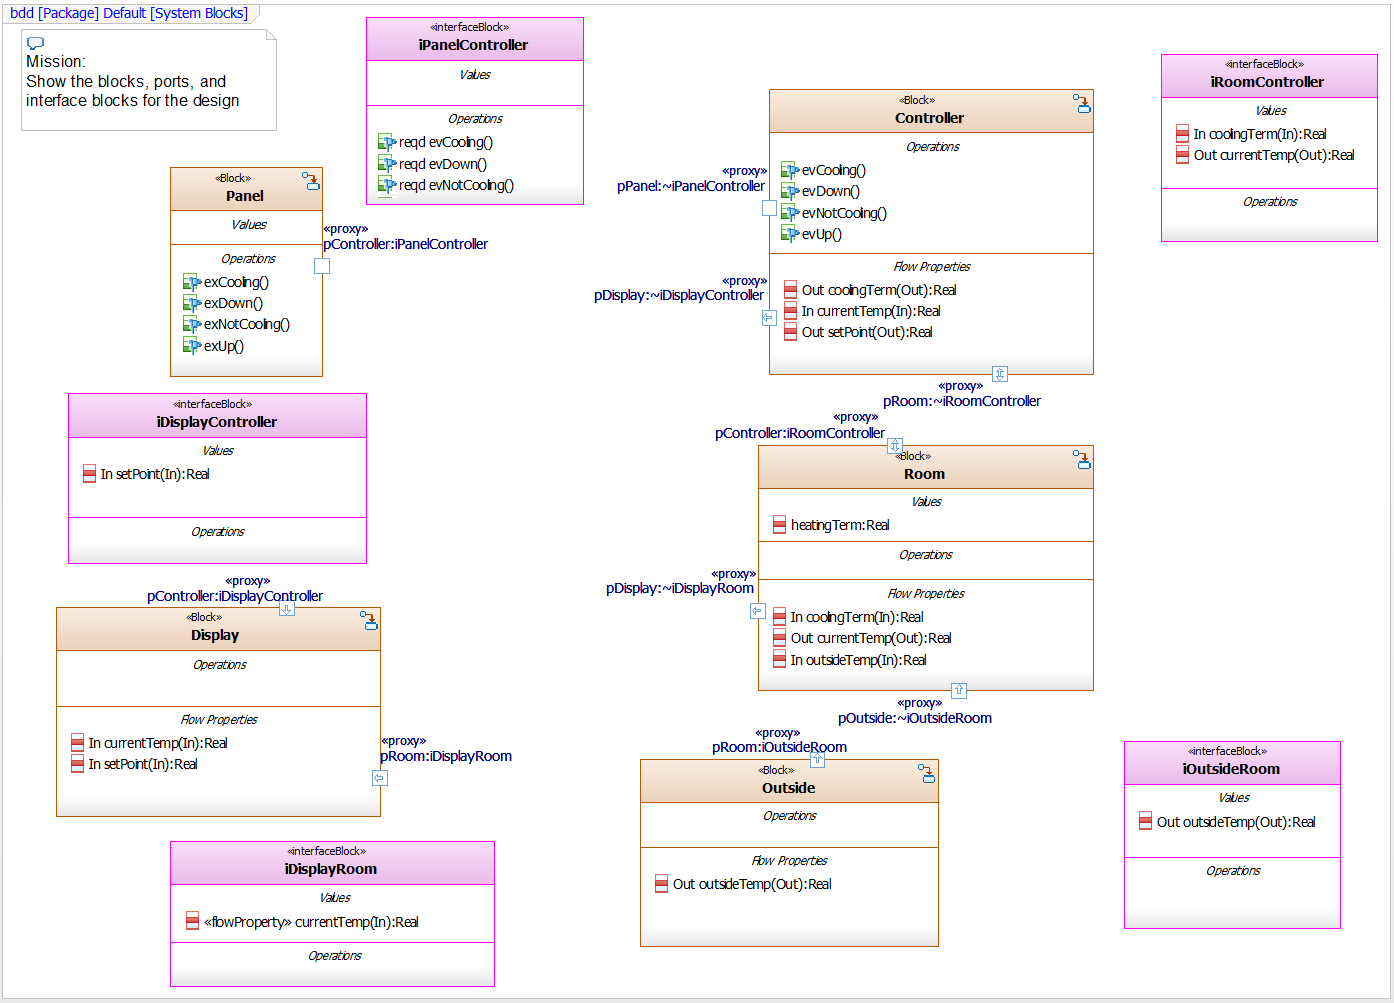 bdd [Package] Default [System Blocks]
Mission:
Show the blocks, ports, and
interface blocks for the design
«interfaceBlock»
iPanelController
Values
Operations
reqd evCooling()
reqd evDown()
reqd evNotCooling()
«Block»
Controller
Operations
evCooling()
evDown()
evNotCooling()
evUp()
Flow Properties
Out coolingTerm(Out):Real
In currentTemp(In):Real
Out setPoint(Out):Real
«proxy»
pPanel:~iPanelController
«proxy»
pDisplay:~iDisplayController
«proxy»
pRoom:~iRoomController
«interfaceBlock»
iRoomController
Values
In coolingTerm(In):Real
Out currentTemp(Out):Real
Operations
«Block»
Panel
Values
Operations
exCooling()
exDown()
exNotCooling()
exUp()
«proxy»
pController:iPanelController
«interfaceBlock»
iDisplayController
Values
In setPoint(In):Real
Operations
«proxy»
pController:iRoomController
«Block»
Room
Values
heatingTerm:Real
Operations
Flow Properties
In coolingTerm(In):Real
Out currentTemp(Out):Real
In outsideTemp(In):Real
«proxy»
pDisplay:~iDisplayRoom
«proxy»
pOutside:~iOutsideRoom
«proxy»
pController:iDisplayController
«Block»
Display
Operations
Flow Properties
In currentTemp(In):Real
In setPoint(In):Real
«proxy»
pRoom:iDisplayRoom
«proxy»
pRoom:iOutsideRoom
«Block»
Outside
Operations
Flow Properties
Out outsideTemp(Out):Real
«interfaceBlock»
iOutsideRoom
Values
Out outsideTemp(Out):Real
Operations
«interfaceBlock»
iDisplayRoom
Values
«flowProperty» currentTemp(In):Real
Operations